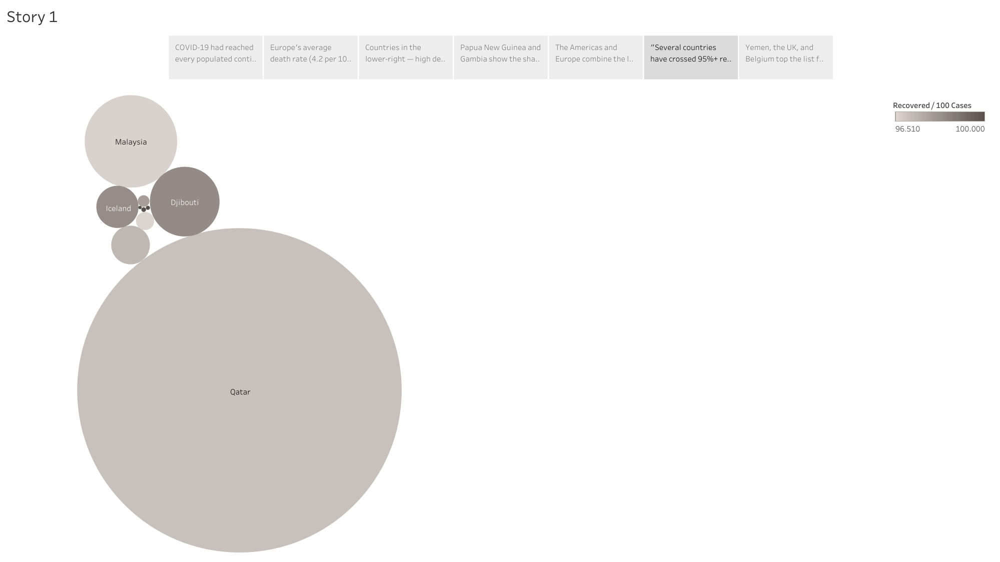 Story 1
COVID-19 had reached
every populated conti..
Europe's average
death rate (4.2 per 10..
Countries in the
lower-right — high de..
Papua New Guinea and
Gambia show the sha..
The Americas and
Europe combine the l..
"Several countries
have crossed 95%+ re..
Yemen, the UK, and
Belgium top the list f..
Recovered / 100 Cases
96.510
100.000
Malaysia
Djibouti
Iceland
Qatar